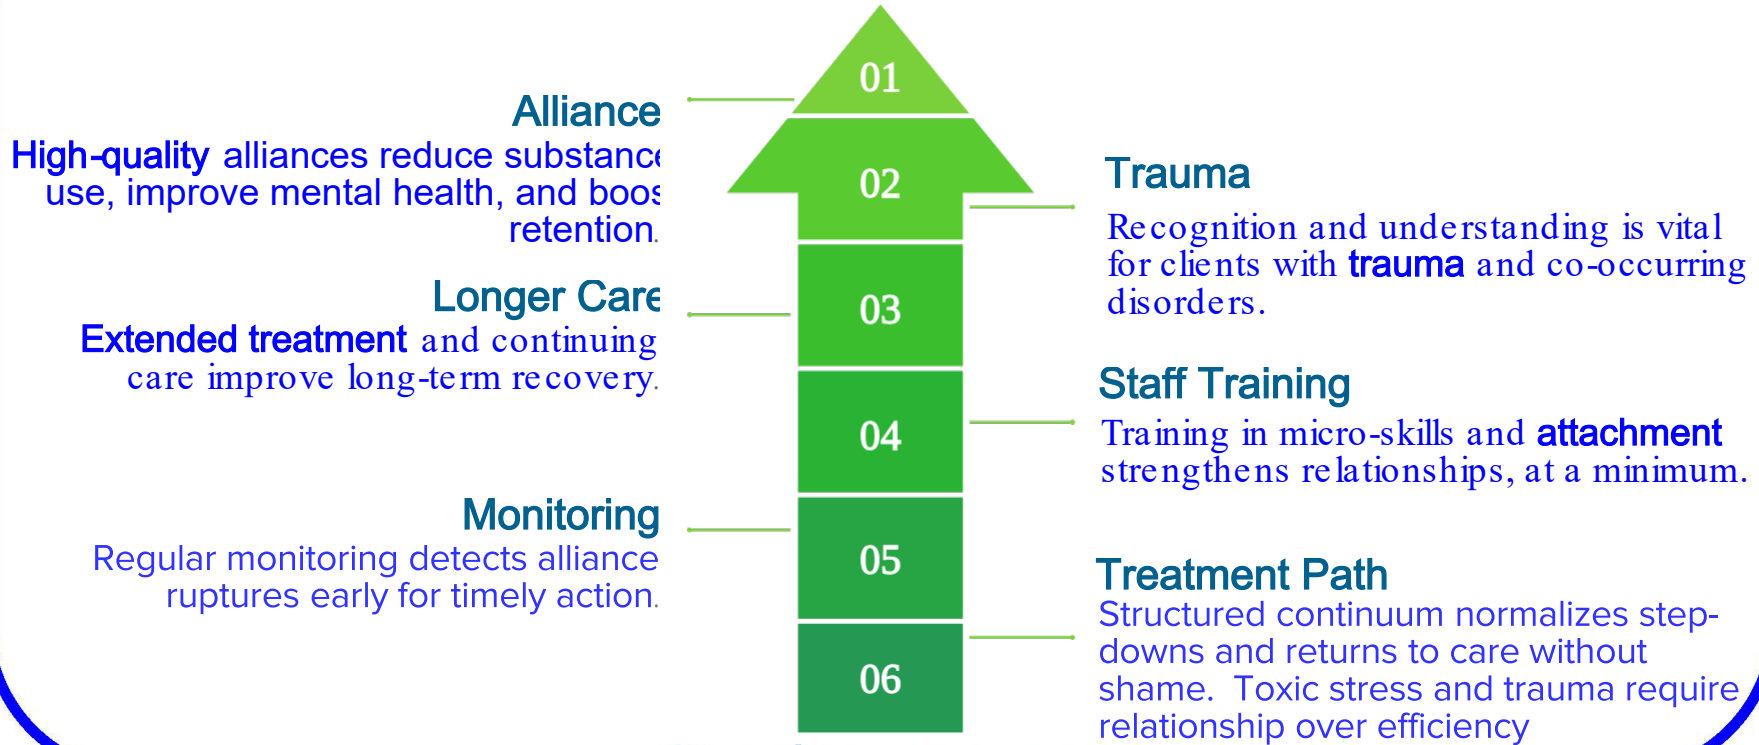 01
Alliance
High-quality alliances reduce substance
use, improve mental health, and boos
retention.
02
Trauma
Recognition and understanding is vital
for clients with trauma and co-occurring
disorders.
Longer Care
Extended treatment and continuing
care improve long-term recovery.
03
Staff Training
Training in micro-skills and attachment
strengthens relationships, at a minimum.
04
Monitoring
Regular monitoring detects alliance
ruptures early for timely action.
05
Treatment Path
Structured continuum normalizes step-
downs and returns to care without
shame. Toxic stress and trauma require
relationship over efficiency
06